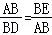 AB/BD = BE/AB